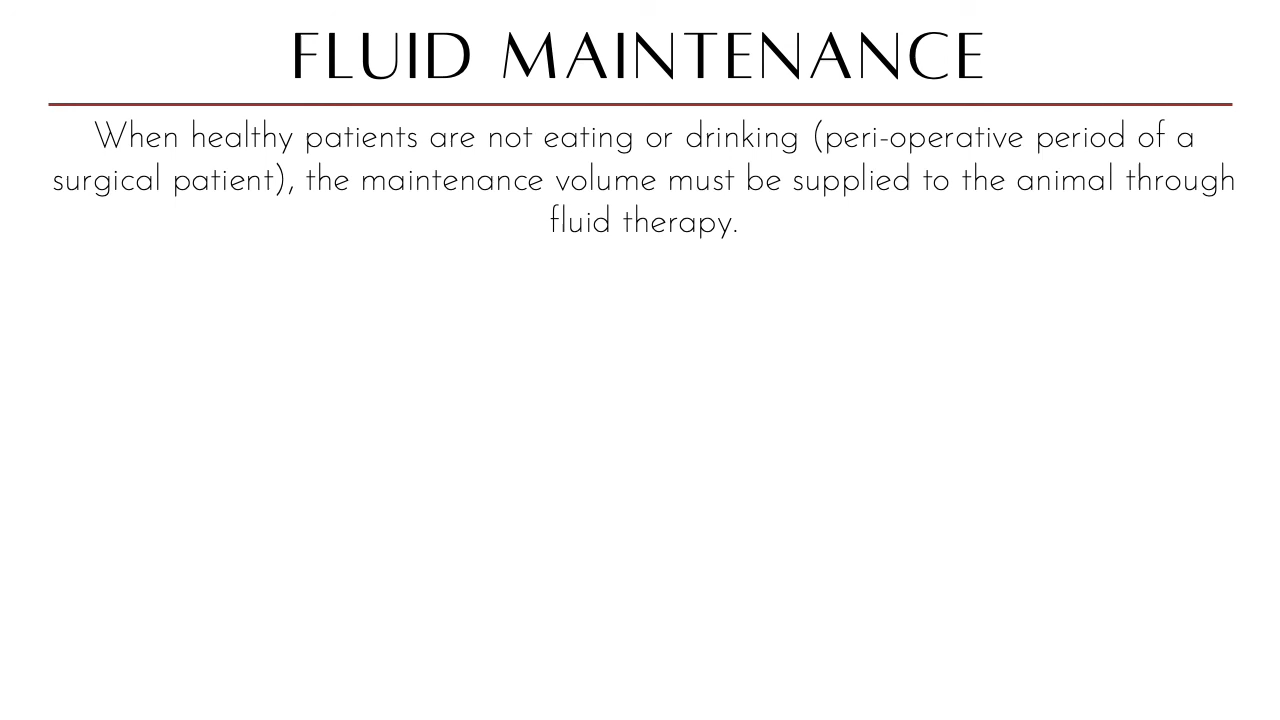 FLUID MAINTENANCE
When healthy patients are not eating or drinking (peri-operative period of a
surgical patient), the maintenance volume must be supplied to the animal through
fluid therapy.